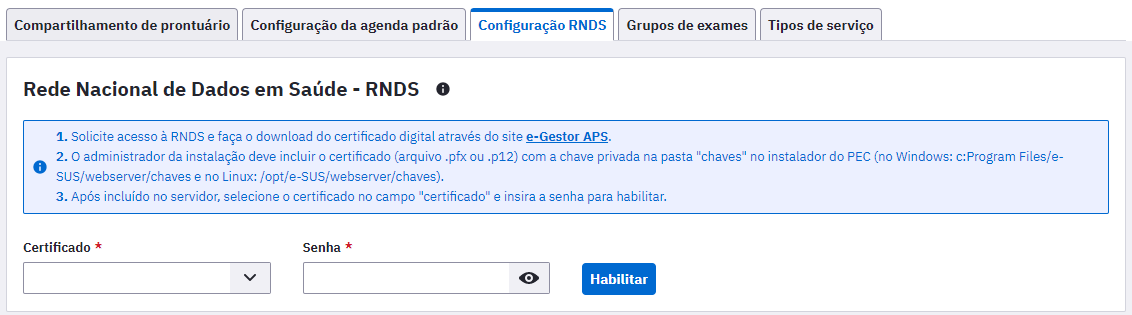 Compartilhamento de prontuário Configuração da agenda padrão Configuração RNDS Grupos de exames Tipos de serviço
Rede Nacional de Dados em Saúde - RNDS
1. Solicite acesso à RNDS e faça o download do certificado digital através do site e-Gestor APS.
2. O administrador da instalação deve incluir o certificado (arquivo .pfx ou .p12) com a chave privada na pasta "chaves" no instalador do PEC (no Windows: c:Program Files/e-
SUS/webserver/chaves e no Linux: /opt/e-SUS/webserver/chaves).
3. Após incluído no servidor, selecione o certificado no campo "certificado" e insira a senha para habilitar.
Certificado * Senha *
Habilitar